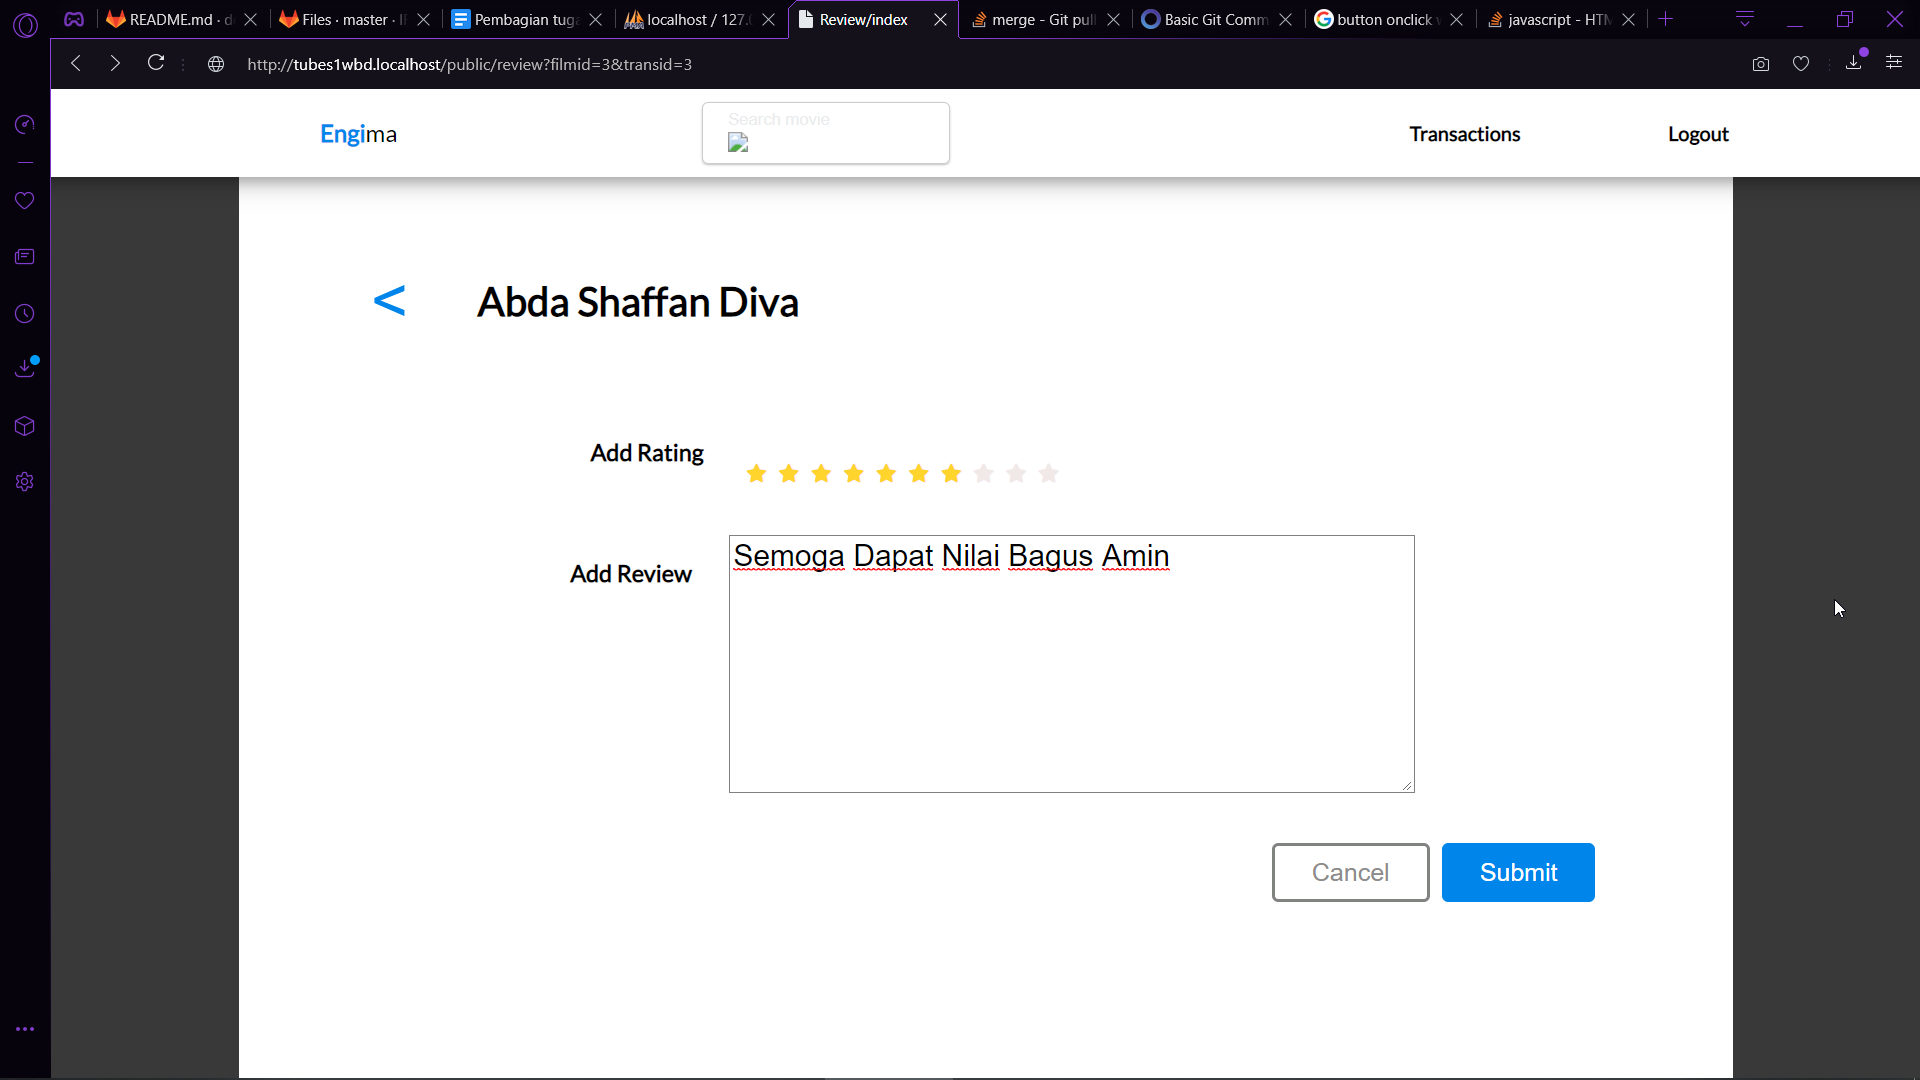 README.md · d
Files · master · I
Pembagian tuga
localhost / 127.
Review/index
merge - Git pull
Basic Git Comm
button onclick
javascript - HTM
http://tubes1wbd.localhost/public/review?filmid=3&transid=3
Engima
Search movie
Transactions
Logout
< Abda Shaffan Diva
Add Rating
Add Review
Semoga Dapat Nilai Bagus Amin
Cancel
Submit